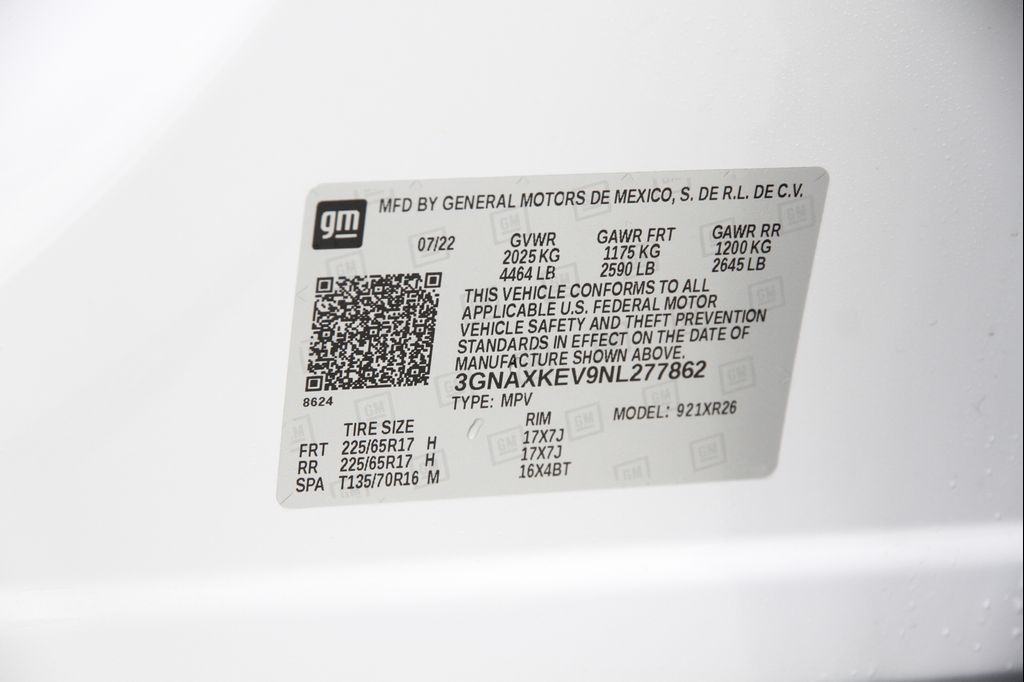 gm MFD BY GENERAL MOTORS DE MEXICO, S. DE R.L. DE C.V.
07/22 GVWR GAWR FRT GAWR RR
2025 KG 1175 KG 1200 KG
4464 LB 2590 LB 2645 LB
THIS VEHICLE CONFORMS TO ALL
APPLICABLE U.S. FEDERAL MOTOR
VEHICLE SAFETY AND THEFT PREVENTION
STANDARDS IN EFFECT ON THE DATE OF
MANUFACTURE SHOWN ABOVE.
3GNAXKEV9NL277862
8624
TYPE: MPV MODEL: 921XR26
TIRE SIZE RIM
FRT 225/65R17 H 17X7J
RR 225/65R17 H 17X7J
SPA T135/70R16 M 16X4BT